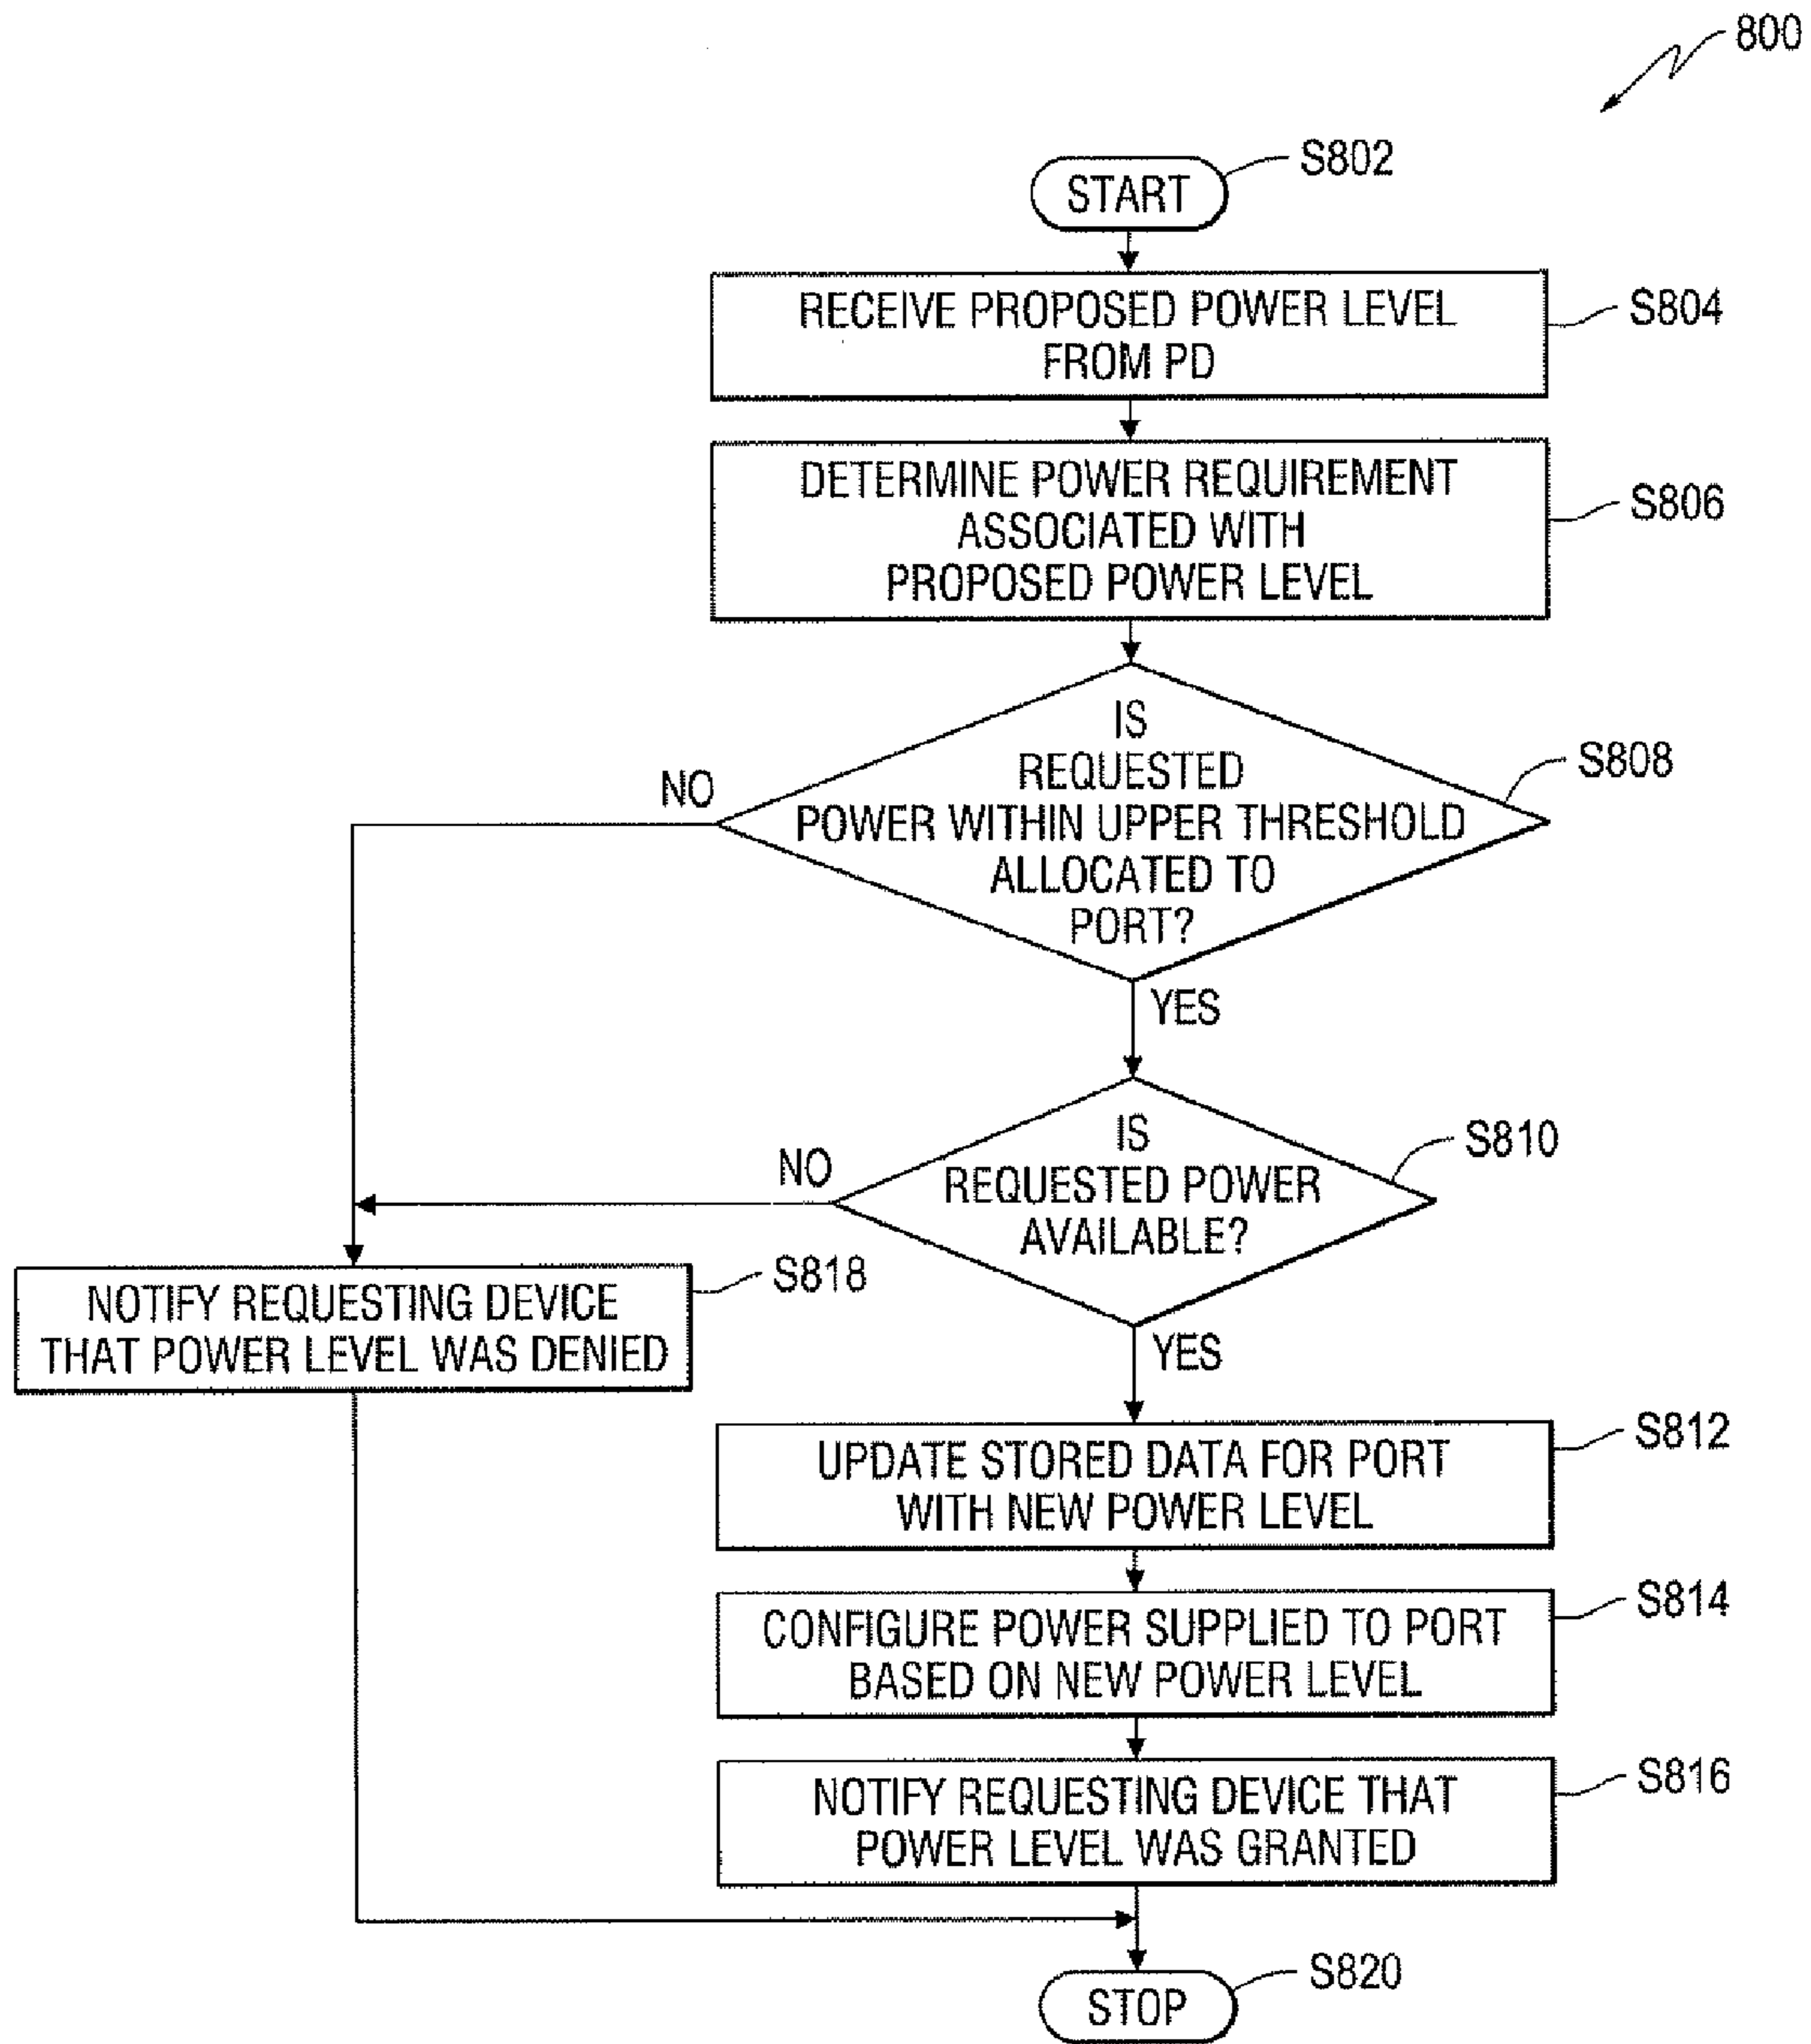 800
START
S802
RECEIVE PROPOSED POWER LEVEL
FROM PD
S804
DETERMINE POWER REQUIREMENT
ASSOCIATED WITH
PROPOSED POWER LEVEL
S806
IS
REQUESTED
POWER WITHIN UPPER THRESHOLD
ALLOCATED TO
PORT?
S808
NO
YES
IS
REQUESTED POWER
AVAILABLE?
S810
NO
YES
NOTIFY REQUESTING DEVICE
THAT POWER LEVEL WAS DENIED
S818
UPDATE STORED DATA FOR PORT
WITH NEW POWER LEVEL
S812
CONFIGURE POWER SUPPLIED TO PORT
BASED ON NEW POWER LEVEL
S814
NOTIFY REQUESTING DEVICE THAT
POWER LEVEL WAS GRANTED
S816
STOP
S820